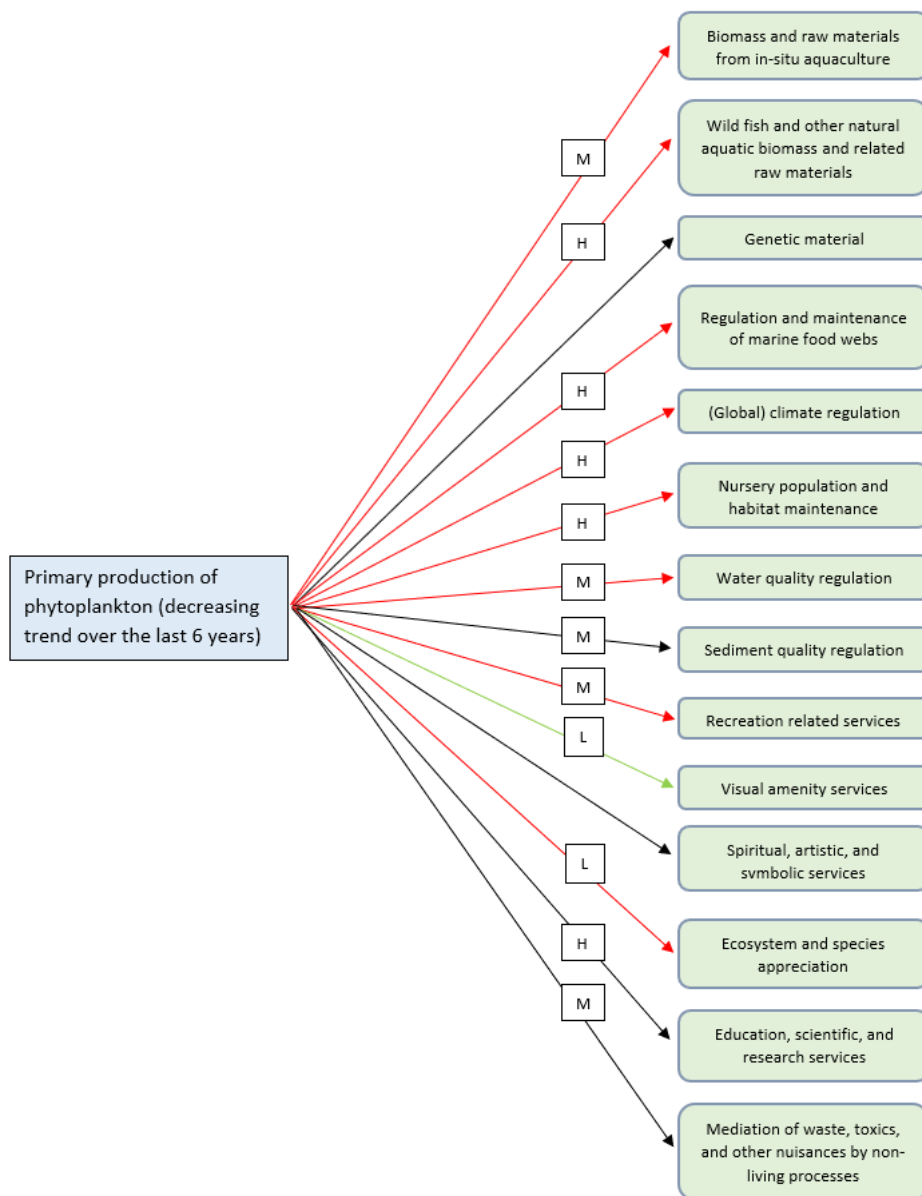 Biomass and raw materials
from in-situ aquaculture
M
Wild fish and other natural
aquatic biomass and related
raw materials
H
Genetic material
Regulation and maintenance
of marine food webs
H
(Global) climate regulation
H
Nursery population and
habitat maintenance
H
Primary production of
phytoplankton (decreasing
trend over the last 6 years)
Water quality regulation
M
Sediment quality regulation
M
Recreation related services
M
Visual amenity services
L
Spiritual, artistic, and
svmbolic services
Ecosystem and species
appreciation
L
Education, scientific, and
research services
H
Mediation of waste, toxics,
and other nuisances by non-
living processes
M